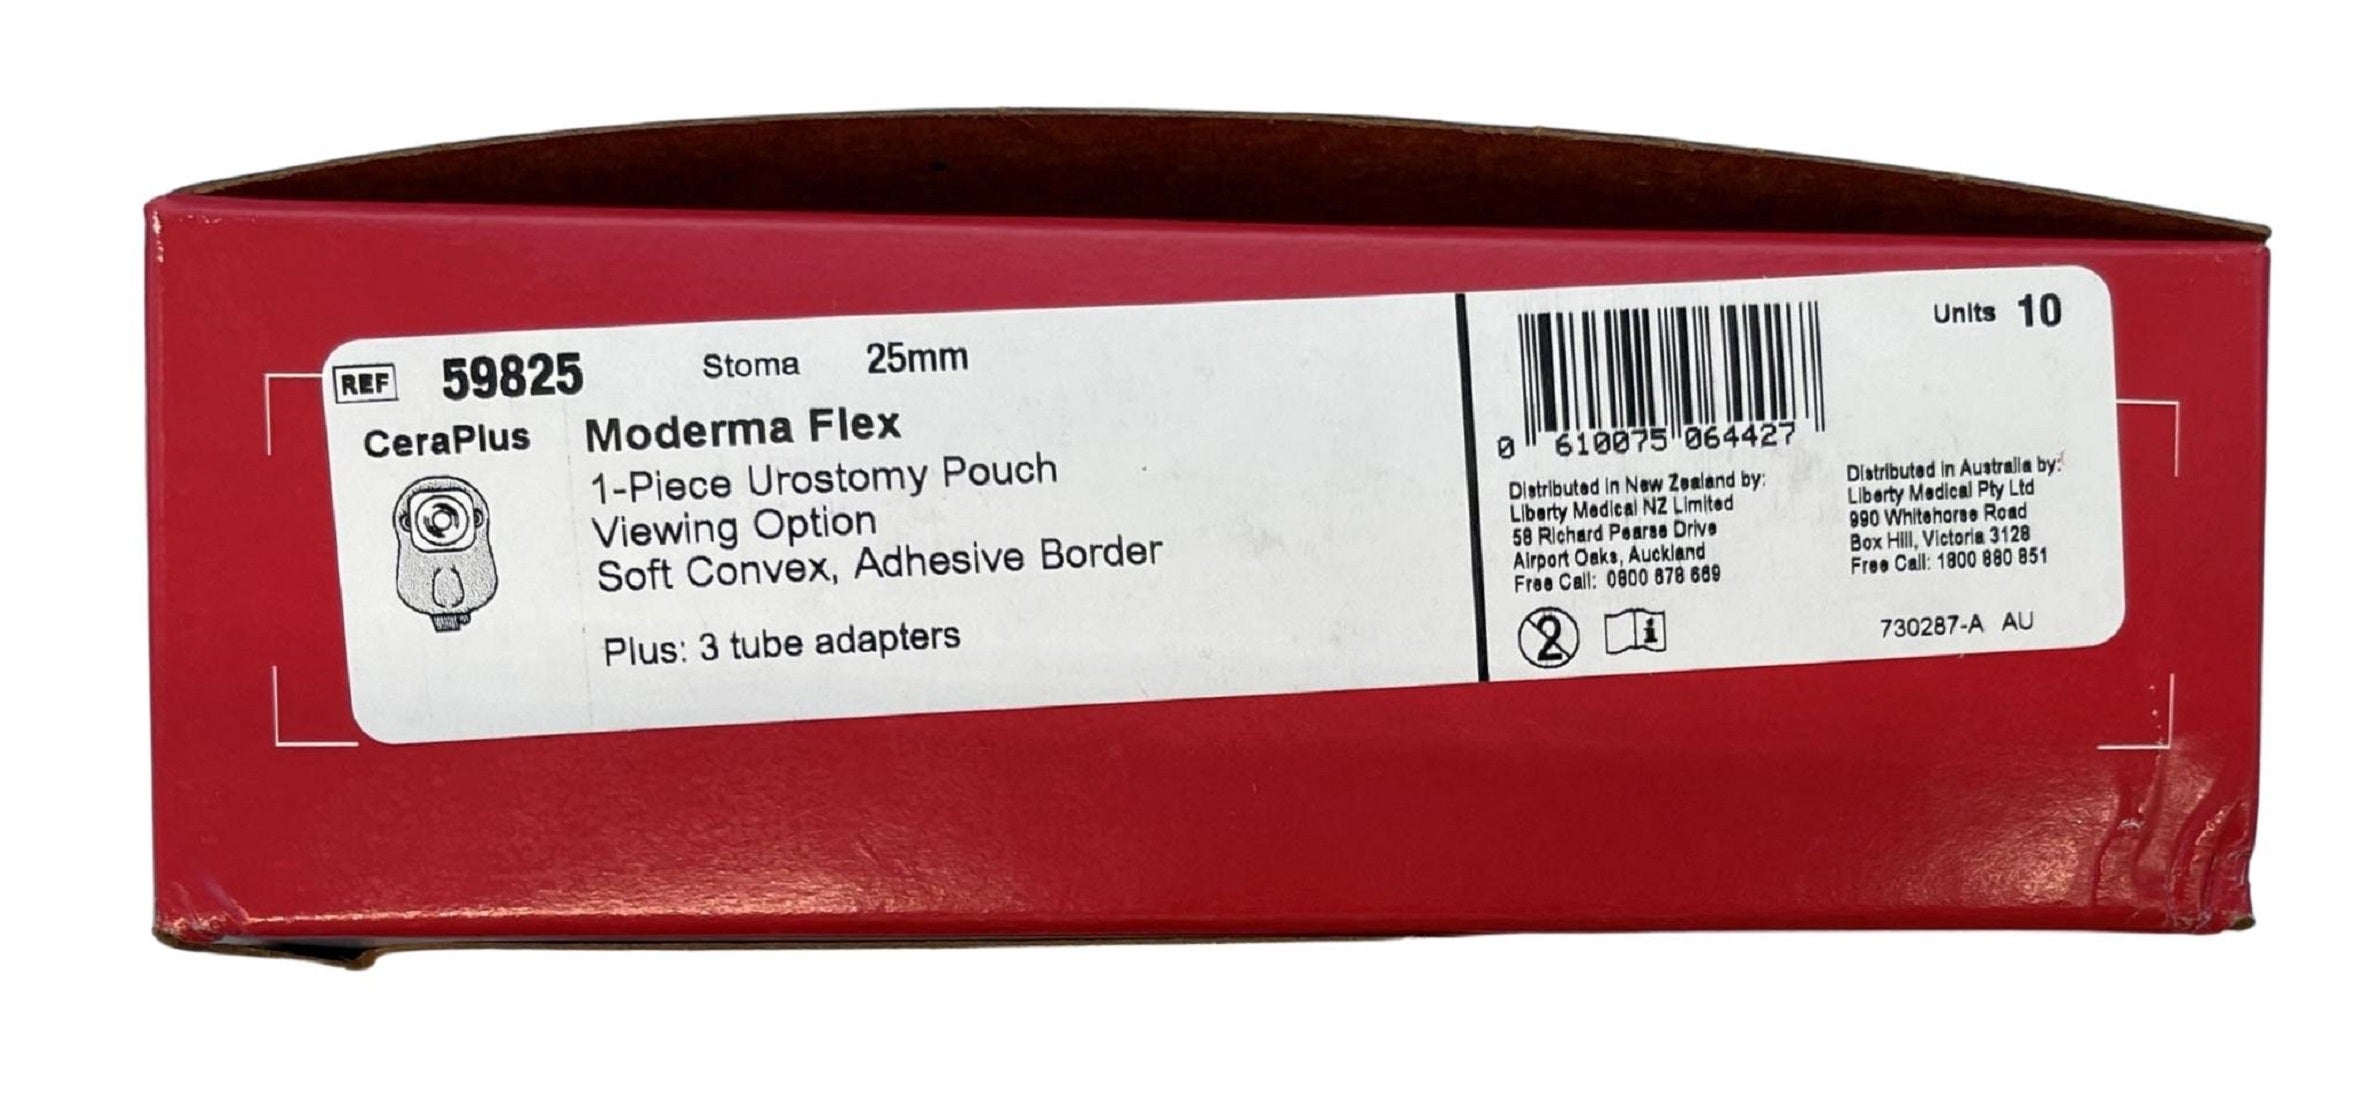 REF 59825 Stoma 25mm
CeraPlus Moderma Flex
1-Piece Urostomy Pouch
Viewing Option
Soft Convex, Adhesive Border
Plus: 3 tube adapters
Units 10
0 610075 064427
Distributed in New Zealand by:
Liberty Medical NZ Limited
58 Richard Pearse Drive
Airport Oaks, Auckland
Free Call: 0800 678 669
Distributed in Australia by:
Liberty Medical Pty Ltd
990 Whitehorse Road
Box Hill, Victoria 3128
Free Call: 1800 880 851
2 i
730287-A AU